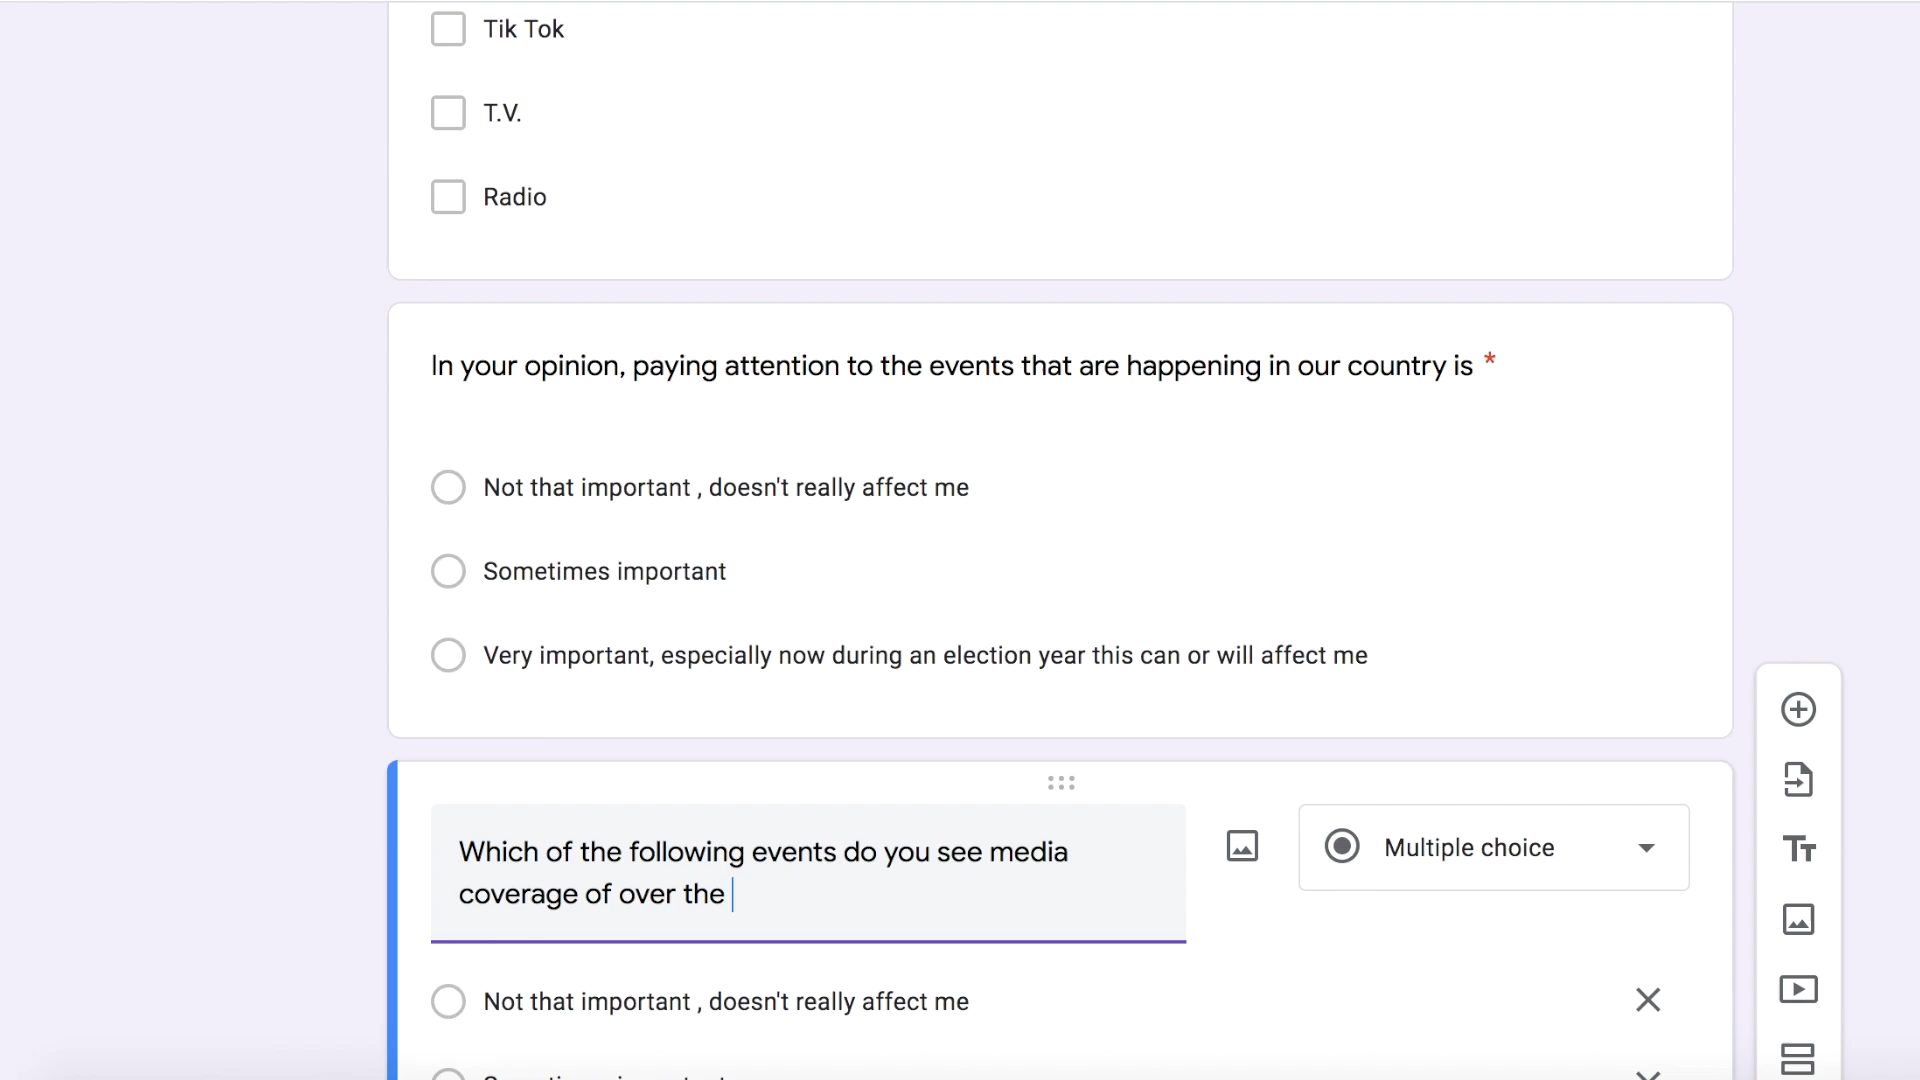 Tik Tok
T.V.
Radio
In your opinion, paying attention to the events that are happening in our country is *
Not that important , doesn't really affect me
Sometimes important
Very important, especially now during an election year this can or will affect me
Which of the following events do you see media
coverage of over the
Multiple choice
Not that important , doesn't really affect me